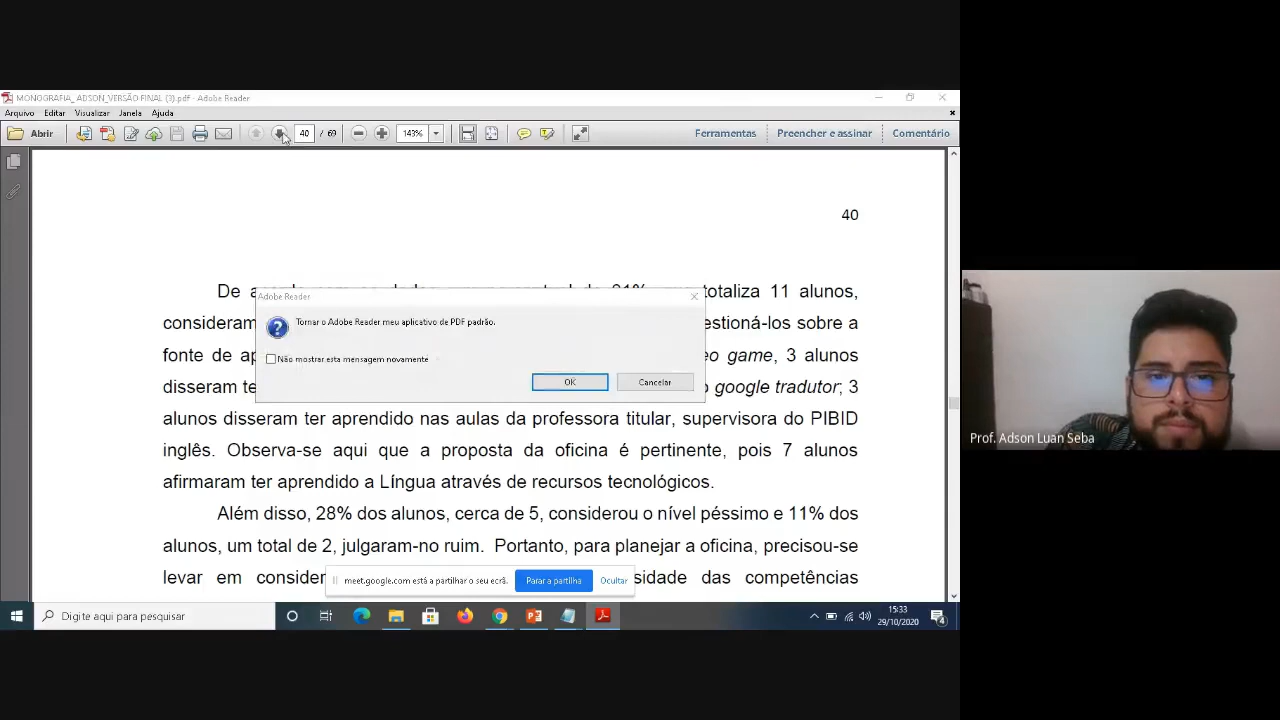 MONOGRAFIA_ ADSON_VERSÃO FINAL (3).pdf - Adobe Reader
Arquivo Editar Visualizar Janela Ajuda
Abrir 40 / 69 143% Ferramentas Preencher e assinar Comentário
40
De totaliza 11 alunos,
Adobe Reader
consideram estioná-los sobre a
Tornar o Adobe Reader meu aplicativo de PDF padrão.
fonte de ap eo game, 3 alunos
Não mostrar esta mensagem novamente
disseram te o google tradutor; 3
OK Cancelar
alunos disseram ter aprendido nas aulas da professora titular, supervisora do PIBID
inglês. Observa-se aqui que a proposta da oficina é pertinente, pois 7 alunos
afirmaram ter aprendido a Língua através de recursos tecnológicos.
Além disso, 28% dos alunos, cerca de 5, considerou o nível péssimo e 11% dos
alunos, um total de 2, julgaram-no ruim. Portanto, para planejar a oficina, precisou-se
levar em consider sidade das competências
meet.google.com está a partilhar o seu ecrã. Parar a partilha Ocultar
Digite aqui para pesquisar
15:33
29/10/2020
4
Prof. Adson Luan Seba